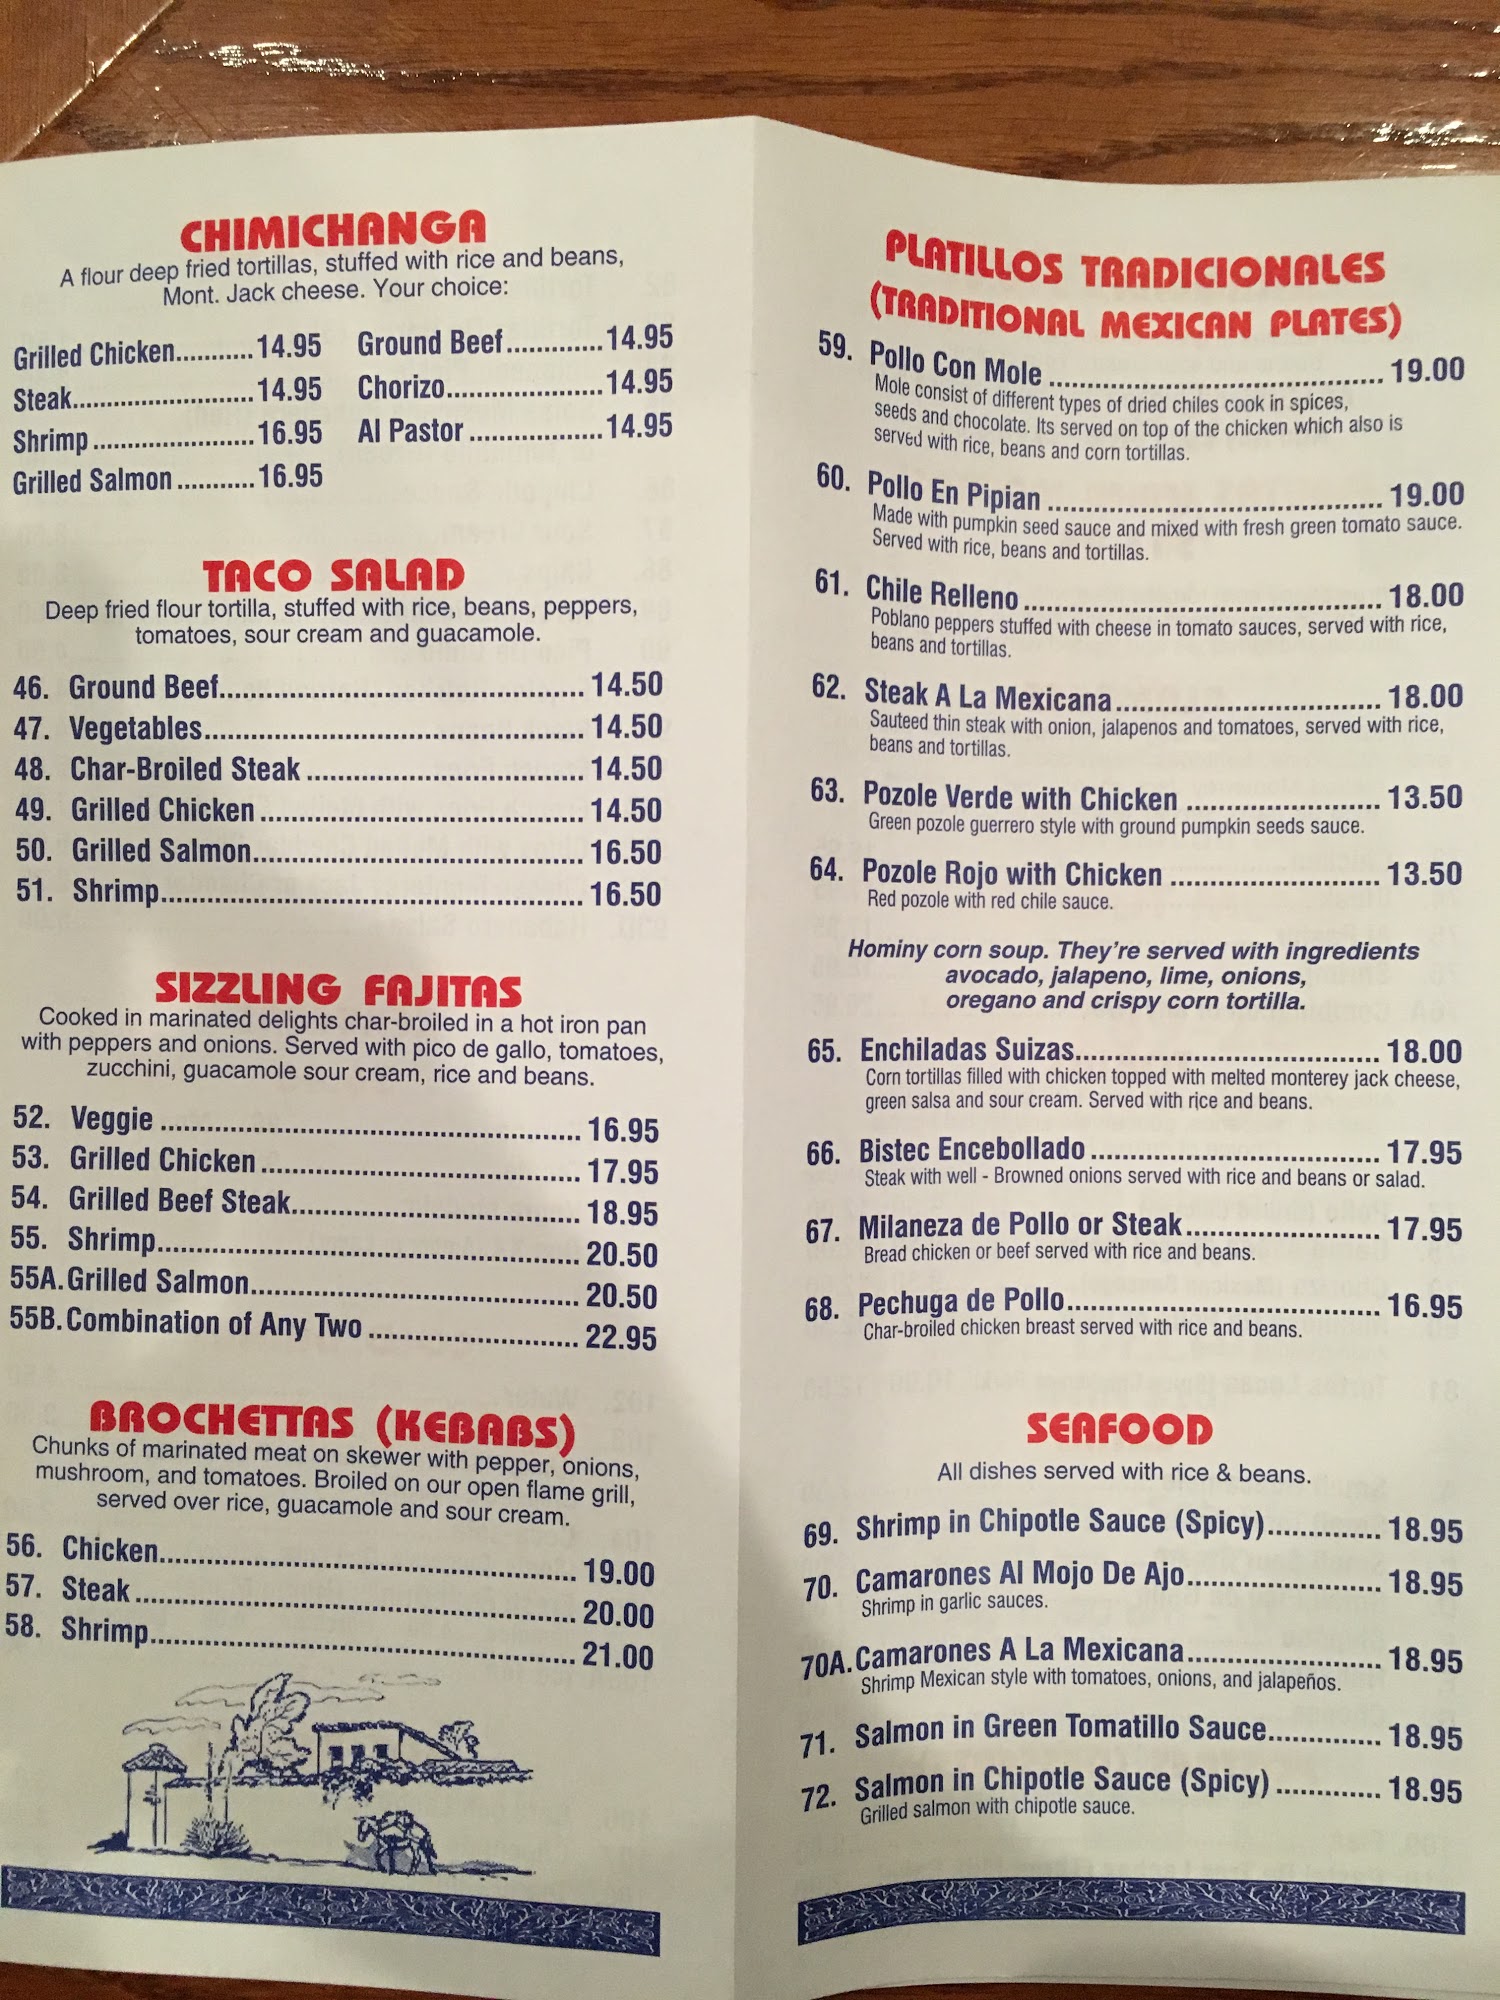 CHIMICHANGA
A flour deep fried tortillas, stuffed with rice and beans,
Mont. Jack cheese. Your choice:
Grilled Chicken...........14.95
Steak..........................14.95
Shrimp.......................16.95
Grilled Salmon...........16.95
Ground Beef.............14.95
Chorizo.....................14.95
Al Pastor..................14.95
TACO SALAD
Deep fried flour tortilla, stuffed with rice, beans, peppers,
tomatoes, sour cream and guacamole.
46. Ground Beef................................................14.50
47. Vegetables..................................................14.50
48. Char-Broiled Steak....................................14.50
49. Grilled Chicken..........................................14.50
50. Grilled Salmon...........................................16.50
51. Shrimp.......................................................16.50
SIZZLING FAJITAS
Cooked in marinated delights char-broiled in a hot iron pan
with peppers and onions. Served with pico de gallo, tomatoes,
zucchini, guacamole sour cream, rice and beans.
52. Veggie.......................................................16.95
53. Grilled Chicken..........................................17.95
54. Grilled Beef Steak......................................18.95
55. Shrimp.......................................................20.50
55A. Grilled Salmon...........................................20.50
55B. Combination of Any Two...........................22.95
BROCHETTAS (KEBABS)
Chunks of marinated meat on skewer with pepper, onions,
mushroom, and tomatoes. Broiled on our open flame grill,
served over rice, guacamole and sour cream.
56. Chicken......................................................19.00
57. Steak.........................................................20.00
58. Shrimp.......................................................21.00
PLATILLOS TRADICIONALES
(TRADITIONAL MEXICAN PLATES)
59. Pollo Con Mole............................................19.00
Mole consist of different types of dried chiles cook in spices,
seeds and chocolate. Its served on top of the chicken which also is
served with rice, beans and corn tortillas.
60. Pollo En Pipian............................................19.00
Made with pumpkin seed sauce and mixed with fresh green tomato sauce.
Served with rice, beans and tortillas.
61. Chile Relleno...............................................18.00
Poblano peppers stuffed with cheese in tomato sauces, served with rice,
beans and tortillas.
62. Steak A La Mexicana...................................18.00
Sauteed thin steak with onion, jalapenos and tomatoes, served with rice,
beans and tortillas.
63. Pozole Verde with Chicken.........................13.50
Green pozole guerrero style with ground pumpkin seeds sauce.
64. Pozole Rojo with Chicken...........................13.50
Red pozole with red chile sauce.
Hominy corn soup. They're served with ingredients
avocado, jalapeno, lime, onions,
oregano and crispy corn tortilla.
65. Enchiladas Suizas........................................18.00
Corn tortillas filled with chicken topped with melted monterey jack cheese,
green salsa and sour cream. Served with rice and beans.
66. Bistec Encebollado......................................17.95
Steak with well - Browned onions served with rice and beans or salad.
67. Milaneza de Pollo or Steak.........................17.95
Bread chicken or beef served with rice and beans.
68. Pechuga de Pollo.........................................16.95
Char-broiled chicken breast served with rice and beans.
SEAFOOD
All dishes served with rice & beans.
69. Shrimp in Chipotle Sauce (Spicy)..............18.95
70. Camarones Al Mojo De Ajo.........................18.95
Shrimp in garlic sauces.
70A. Camarones A La Mexicana.........................18.95
Shrimp Mexican style with tomatoes, onions, and jalapeños.
71. Salmon in Green Tomatillo Sauce..............18.95
72. Salmon in Chipotle Sauce (Spicy).............18.95
Grilled salmon with chipotle sauce.